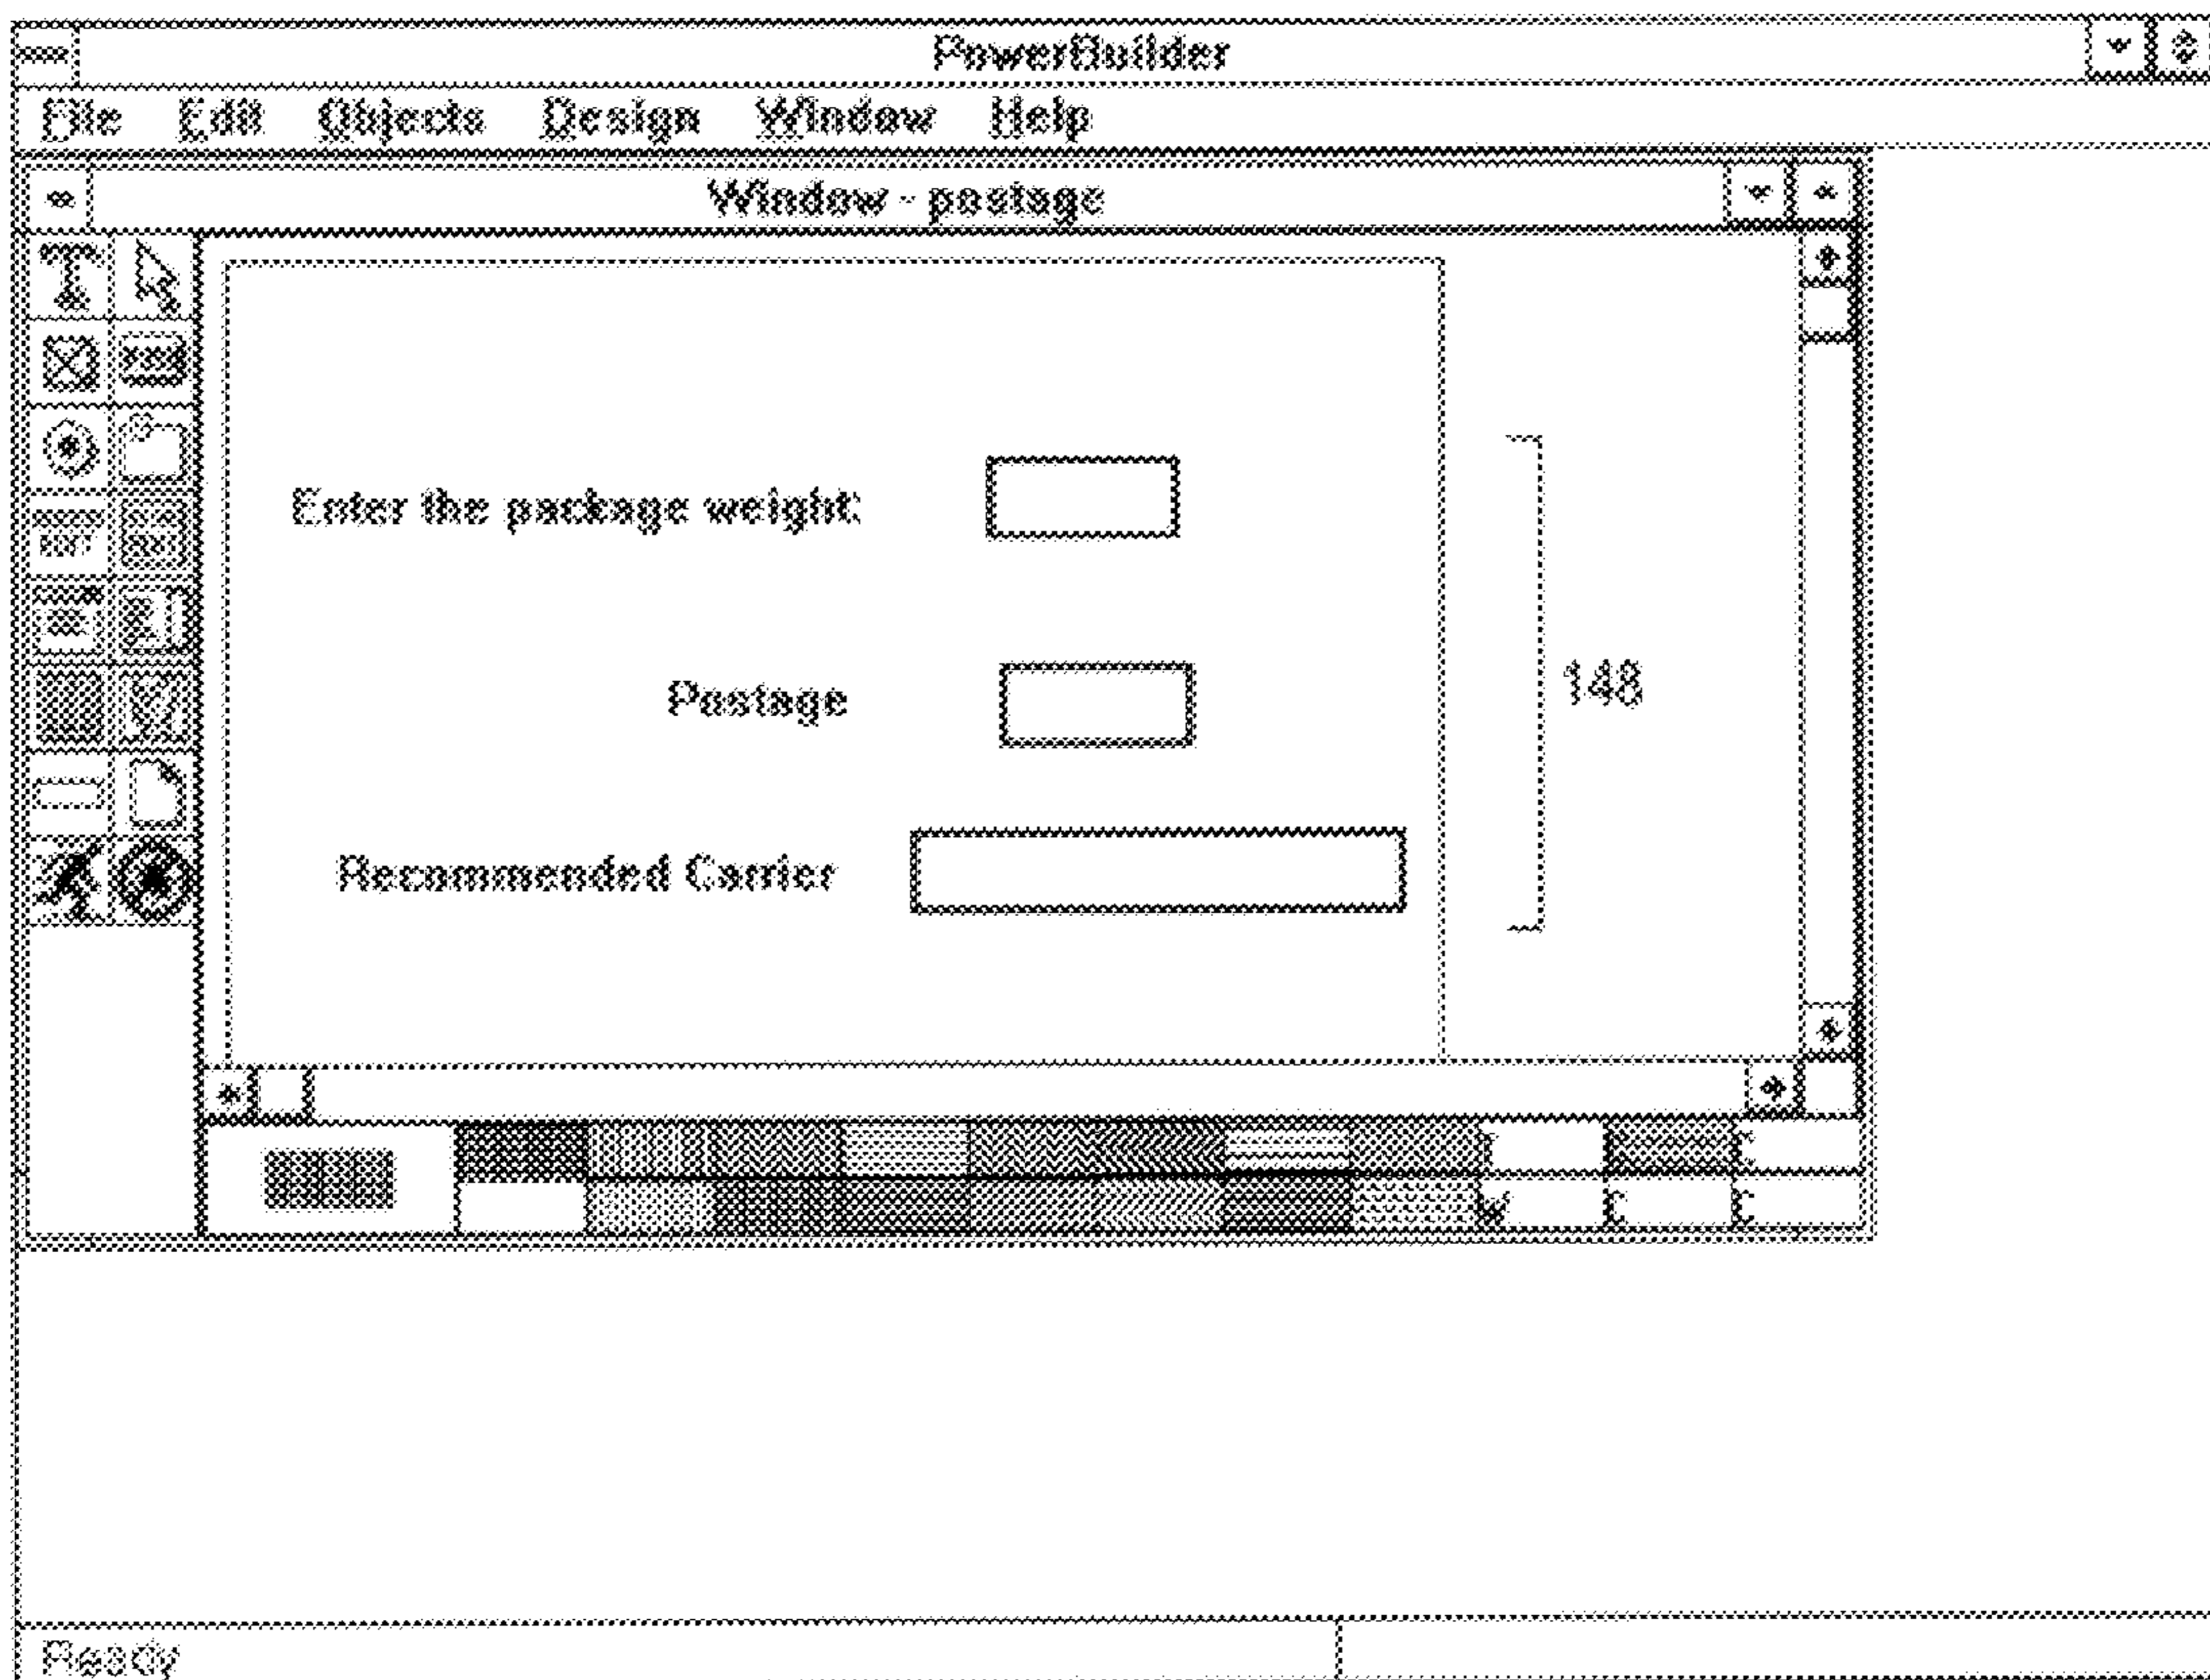 PowerBuilder
File Edit Objects Design Window Help
Window - postage
Enter the package weight:
Postage
148
Recommended Carrier
Ready